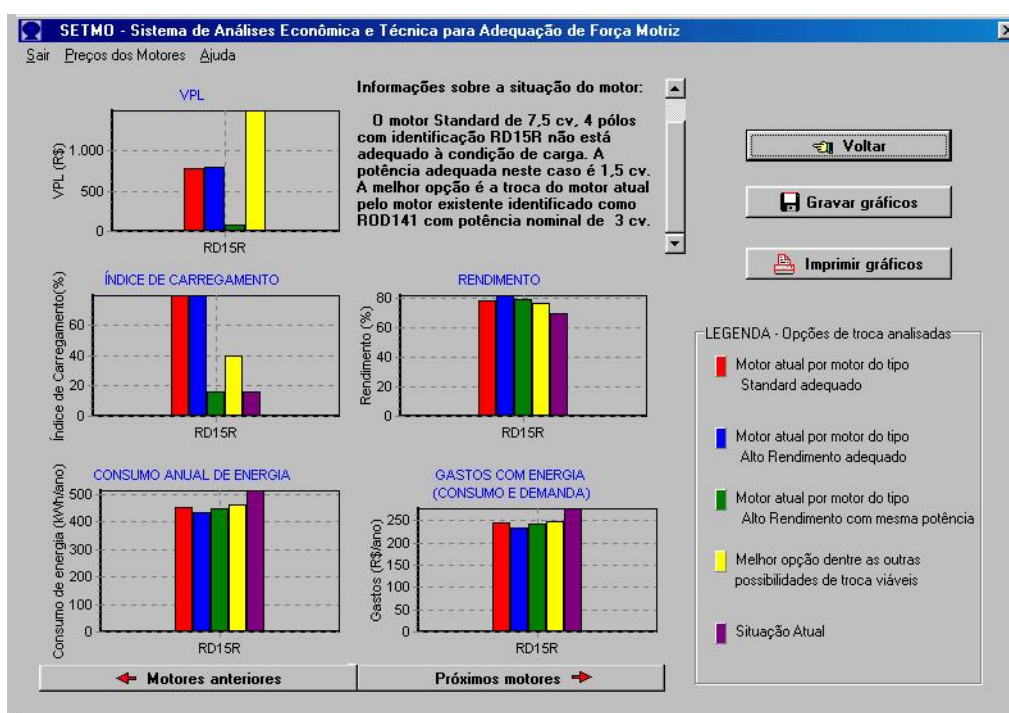 SETMO - Sistema de Análises Econômica e Técnica para Adequação de Força Motriz
Sair Preços dos Motores Ajuda
VPL
VPL (R$)
1.000
500
0
RD15R
Informações sobre a situação do motor:
O motor Standard de 7,5 cv, 4 pólos
com identificação RD15R não está
adequado à condição de carga. A
potência adequada neste caso é 1,5 cv.
A melhor opção é a troca do motor atual
pelo motor existente identificado como
ROD141 com potência nominal de 3 cv.
Voltar
Gravar gráficos
Imprimir gráficos
ÍNDICE DE CARREGAMENTO
Índice de Carregamento(%)
60
40
20
0
RD15R
RENDIMENTO
Rendimento (%)
80
60
40
20
0
RD15R
CONSUMO ANUAL DE ENERGIA
Consumo de energia (kWh/ano)
500
400
300
200
100
0
RD15R
GASTOS COM ENERGIA
(CONSUMO E DEMANDA)
Gastos (R$/ano)
250
200
150
100
50
0
RD15R
LEGENDA - Opções de troca analisadas
Motor atual por motor do tipo
Standard adequado
Motor atual por motor do tipo
Alto Rendimento adequado
Motor atual por motor do tipo
Alto Rendimento com mesma potência
Melhor opção dentre as outras
possibilidades de troca viáveis
Situação Atual
Motores anteriores
Próximos motores